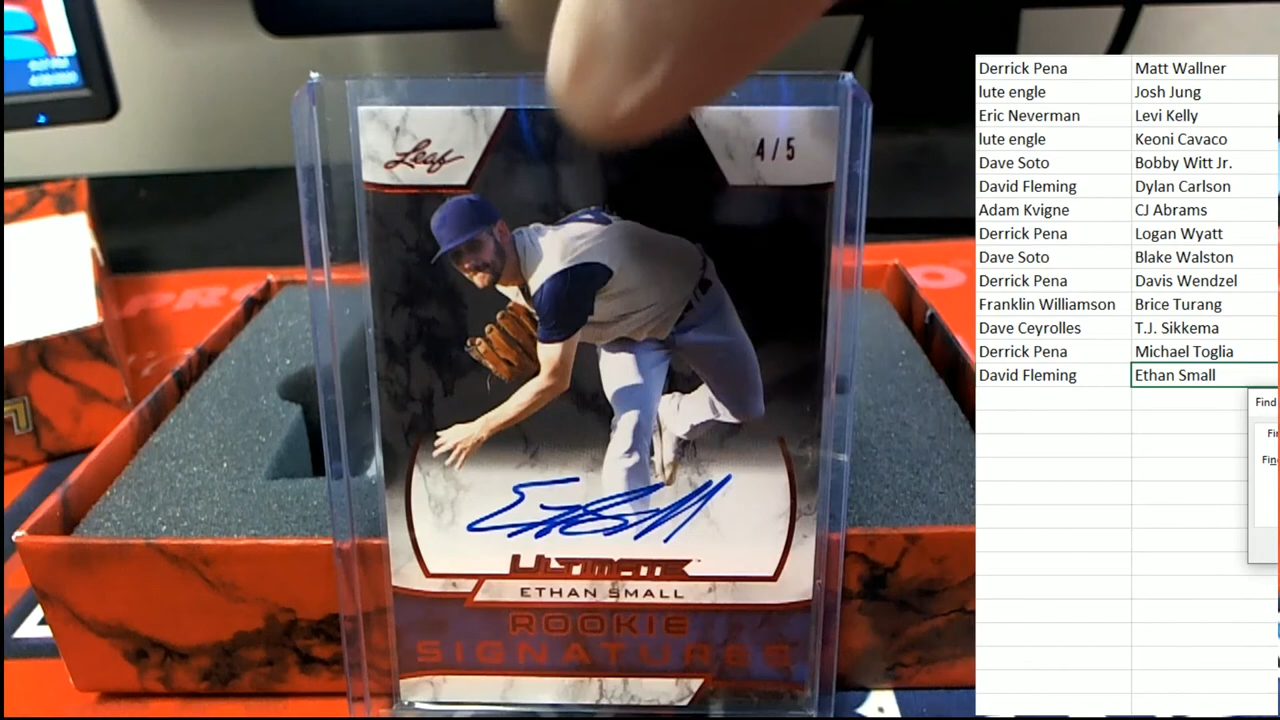 Leaf
4/5
ULTIMATE
ETHAN SMALL
ROOKIE
SIGNATURES
Derrick Pena Matt Wallner
lute engle Josh Jung
Eric Neverman Levi Kelly
lute engle Keoni Cavaco
Dave Soto Bobby Witt Jr.
David Fleming Dylan Carlson
Adam Kvigne CJ Abrams
Derrick Pena Logan Wyatt
Dave Soto Blake Walston
Derrick Pena Davis Wendzel
Franklin Williamson Brice Turang
Dave Ceyrolles T.J. Sikkema
Derrick Pena Michael Toglia
David Fleming Ethan Small
Find